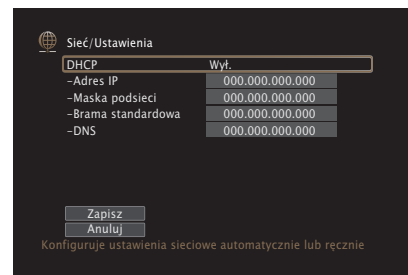 Sieć/Ustawienia
DHCP Wył.
–Adres IP 000.000.000.000
–Maska podsieci 000.000.000.000
–Brama standardowa 000.000.000.000
–DNS 000.000.000.000
Zapisz
Anuluj
Konfiguruje ustawienia sieciowe automatycznie lub ręcznie